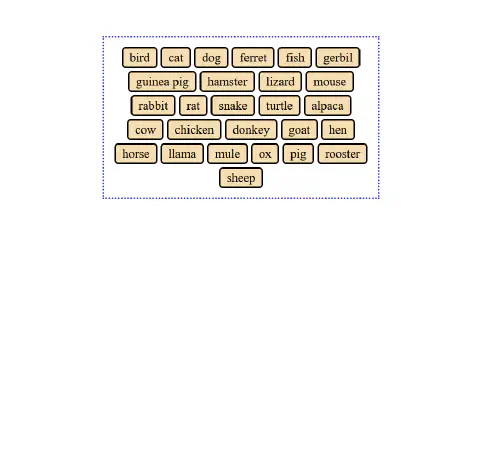 bird cat dog ferret fish gerbil
guinea pig hamster lizard mouse
rabbit rat snake turtle alpaca
cow chicken donkey goat hen
horse llama mule ox pig rooster
sheep